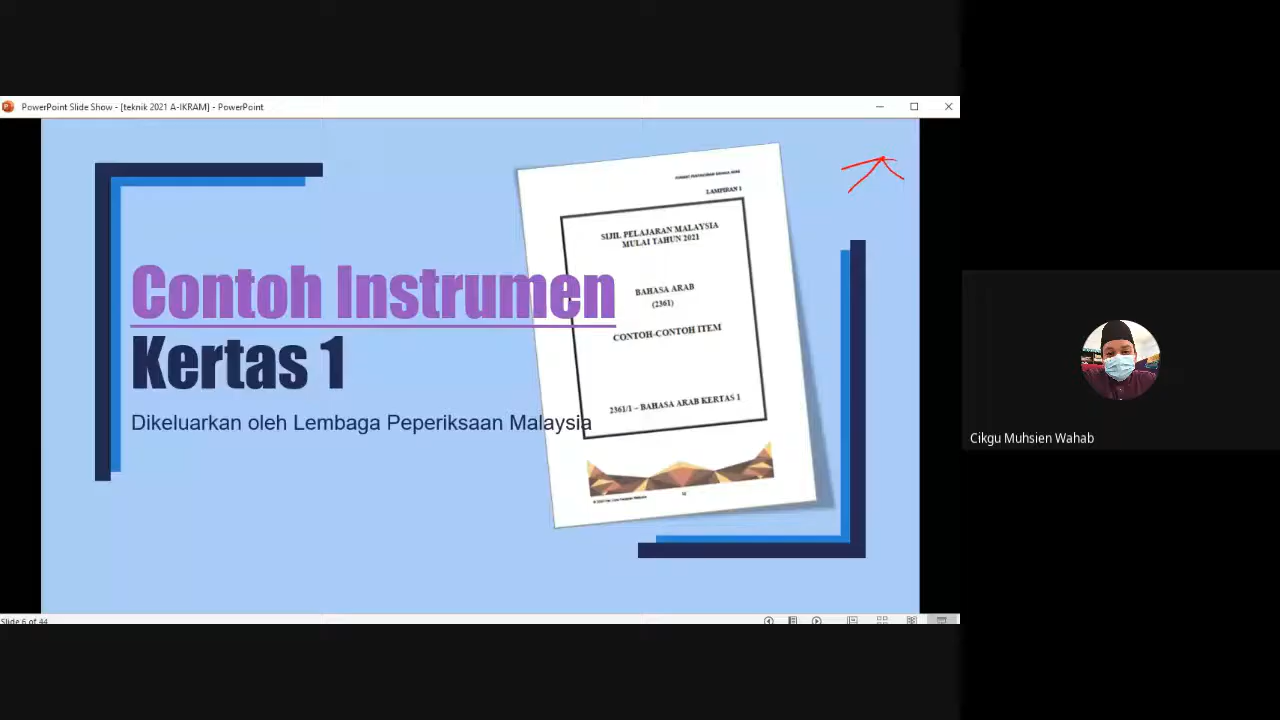 PowerPoint Slide Show - [teknik 2021 A-IKRAM] - PowerPoint
LAMPIRAN 1
SIJIL PELAJARAN MALAYSIA
MULAI TAHUN 2021
BAHASA ARAB
(2361)
CONTOH-CONTOH ITEM
2361/1 – BAHASA ARAB KERTAS 1
Contoh Instrumen
Kertas 1
Dikeluarkan oleh Lembaga Peperiksaan Malaysia
Slide 6 of 44
Cikgu Muhsien Wahab